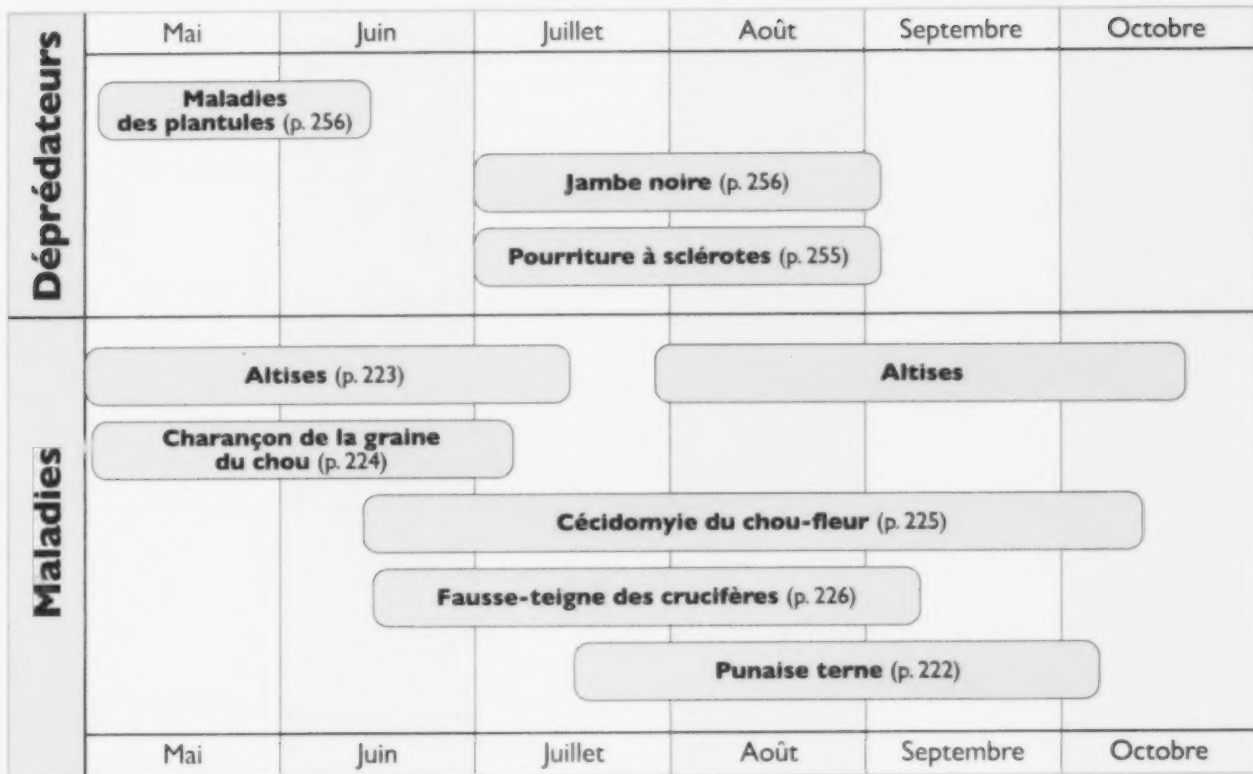 Mai Juin Juillet Août Septembre Octobre
Déprédateurs
Maladies
des plantules (p. 256)
Jambe noire (p. 256)
Pourriture à sclérotes (p. 255)
Maladies
Altises (p. 223) Altises
Charançon de la graine
du chou (p. 224)
Cécidomyie du chou-fleur (p. 225)
Fausse-teigne des crucifères (p. 226)
Punaise terne (p. 222)
Mai Juin Juillet Août Septembre Octobre